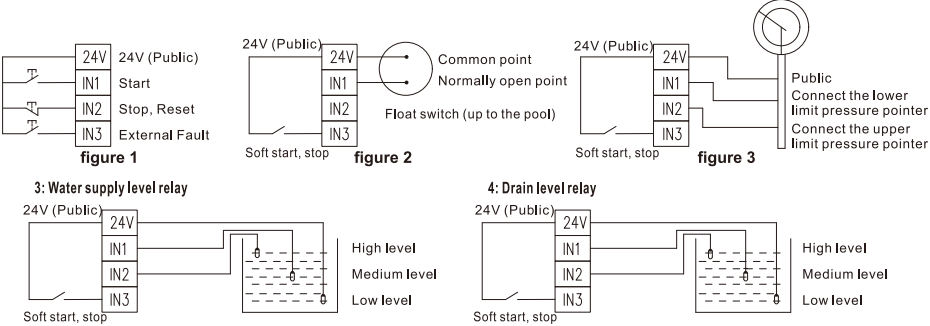 24V
IN1
IN2
IN3
24V (Public)
Start
Stop, Reset
External Fault
figure 1
24V (Public)
24V
IN1
IN2
IN3
Common point
Normally open point
Float switch (up to the pool)
Soft start, stop
figure 2
24V (Public)
24V
IN1
IN2
IN3
Public
Connect the lower
limit pressure pointer
Connect the upper
limit pressure pointer
Soft start, stop
figure 3
3: Water supply level relay
24V (Public)
24V
IN1
IN2
IN3
High level
Medium level
Low level
Soft start, stop
4: Drain level relay
24V (Public)
24V
IN1
IN2
IN3
High level
Medium level
Low level
Soft start, stop